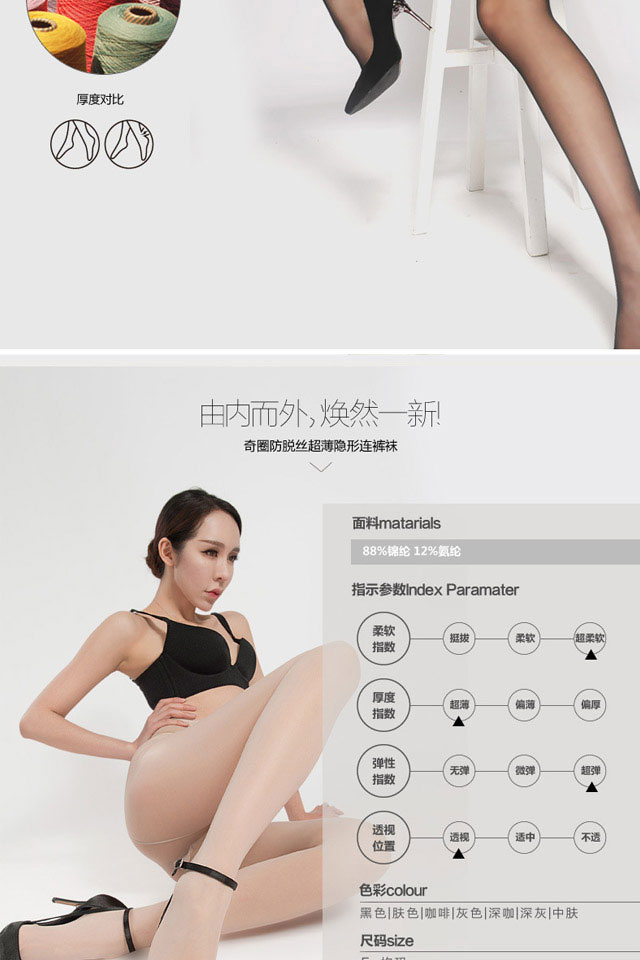 厚度对比
由内而外,焕然一新!
奇圈防脱丝超薄隐形连裤袜
面料matarials
88%锦纶 12%氨纶
指示参数Index Paramater
柔软指数 挺拔 柔软 超柔软
厚度指数 超薄 偏薄 偏厚
弹性指数 无弹 微弹 超弹
透视位置 透视 适中 不透
色彩colour
黑色|肤色|咖啡|灰色|深咖|深灰|中肤
尺码size